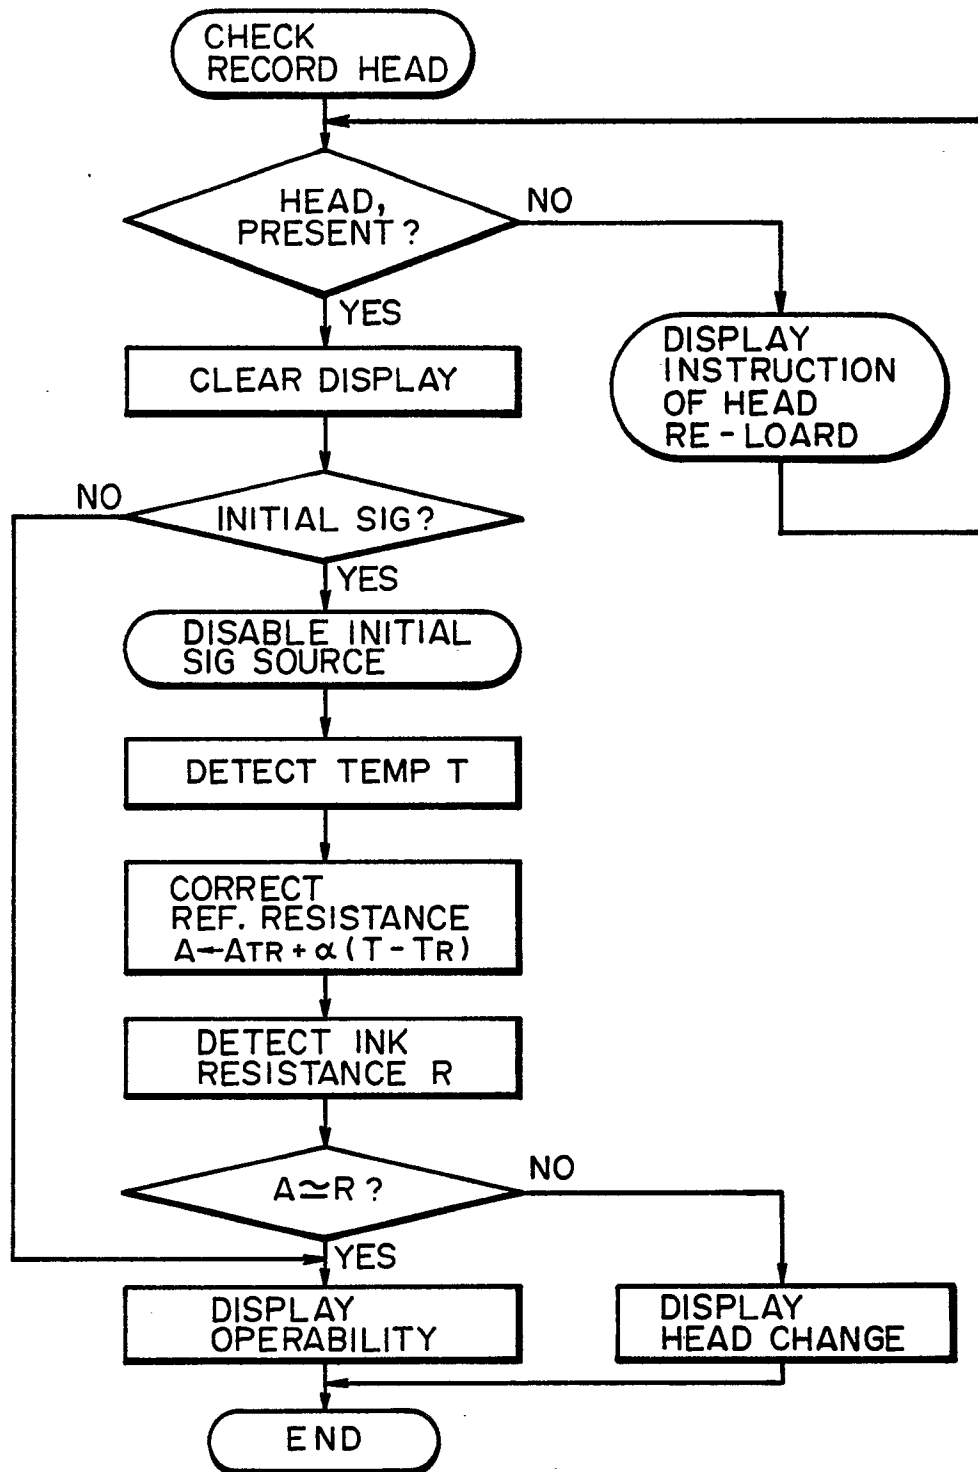 CHECK
RECORD HEAD
HEAD,
PRESENT?
NO
YES
CLEAR DISPLAY
DISPLAY
INSTRUCTION
OF HEAD
RE-LOARD
NO
INITIAL SIG?
YES
DISABLE INITIAL
SIG SOURCE
DETECT TEMP T
CORRECT
REF. RESISTANCE
A←ATR + α (T - TR)
DETECT INK
RESISTANCE R
A≃R?
NO
YES
DISPLAY
OPERABILITY
DISPLAY
HEAD CHANGE
END